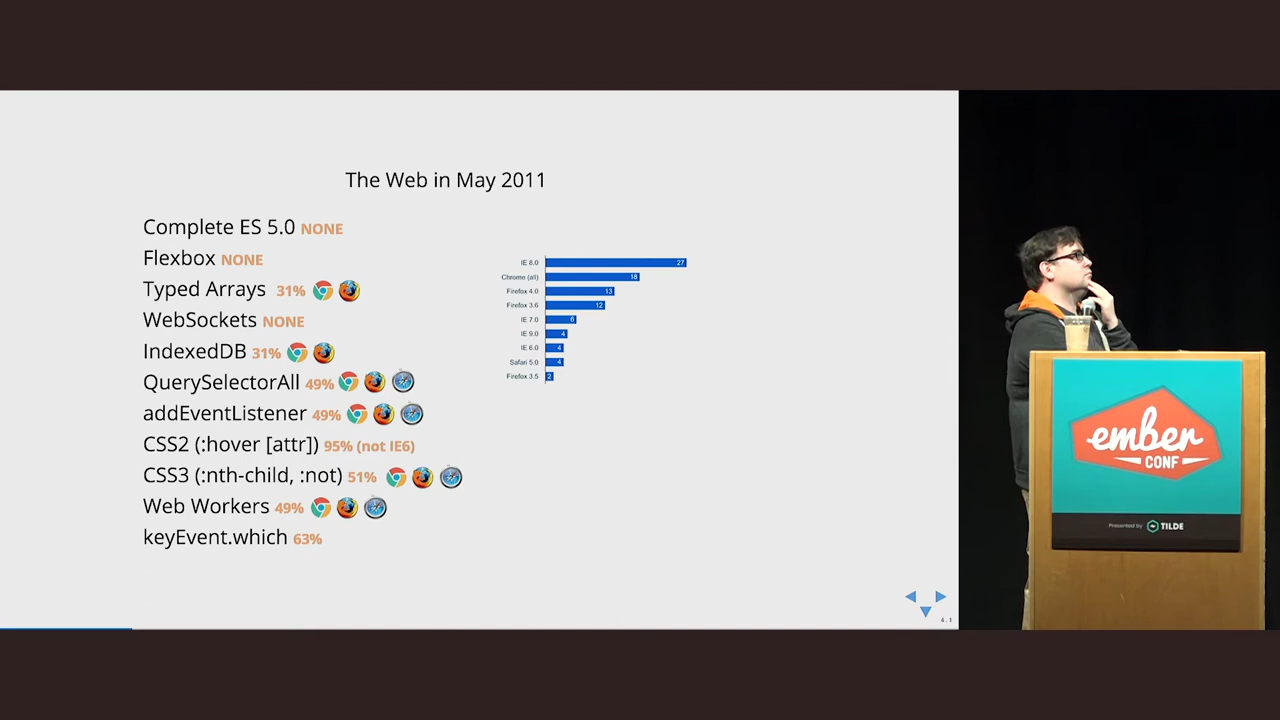 The Web in May 2011
Complete ES 5.0 NONE
Flexbox NONE
Typed Arrays 31%
WebSockets NONE
IndexedDB 31%
QuerySelectorAll 49%
addEventListener 49%
CSS2 (:hover [attr]) 95% (not IE6)
CSS3 (:nth-child, :not) 51%
Web Workers 49%
keyEvent.which 63%
IE 8.0 27
Chrome (all) 18
Firefox 4.0 13
Firefox 3.6 12
IE 7.0 6
IE 9.0 4
IE 6.0 4
Safari 5.0 4
Firefox 3.5 2
4.1
ember
CONF
Presented by TILDE